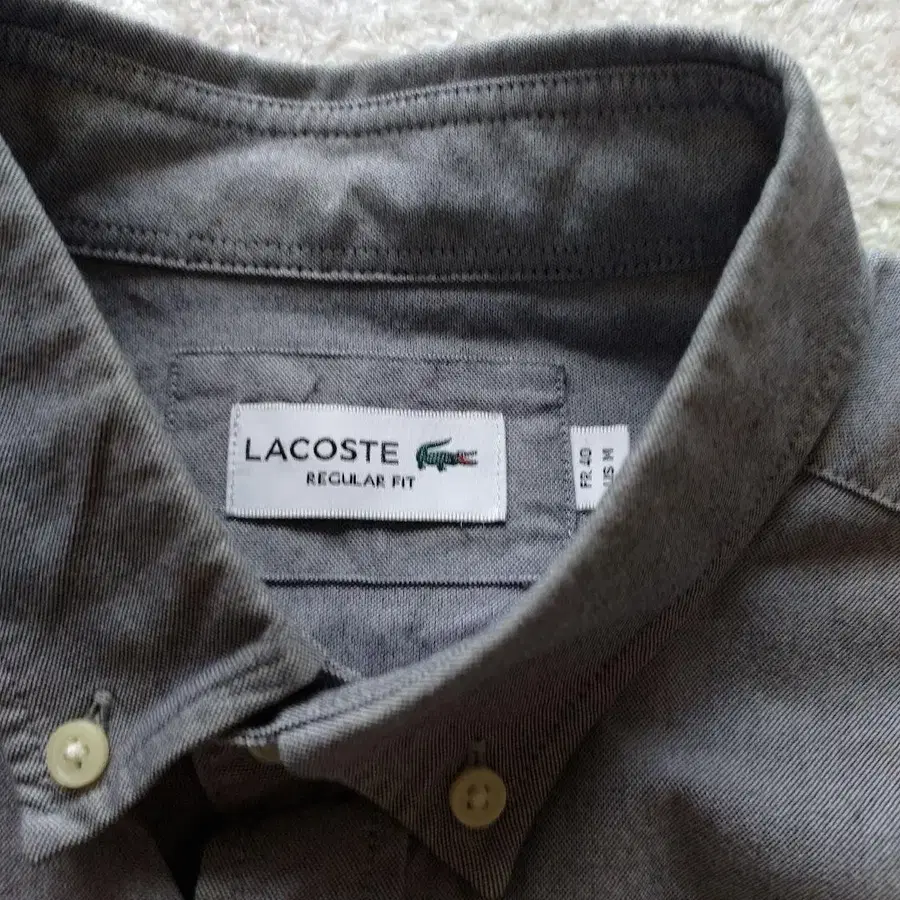 LACOSTE
REGULAR FIT
FR 40
US M